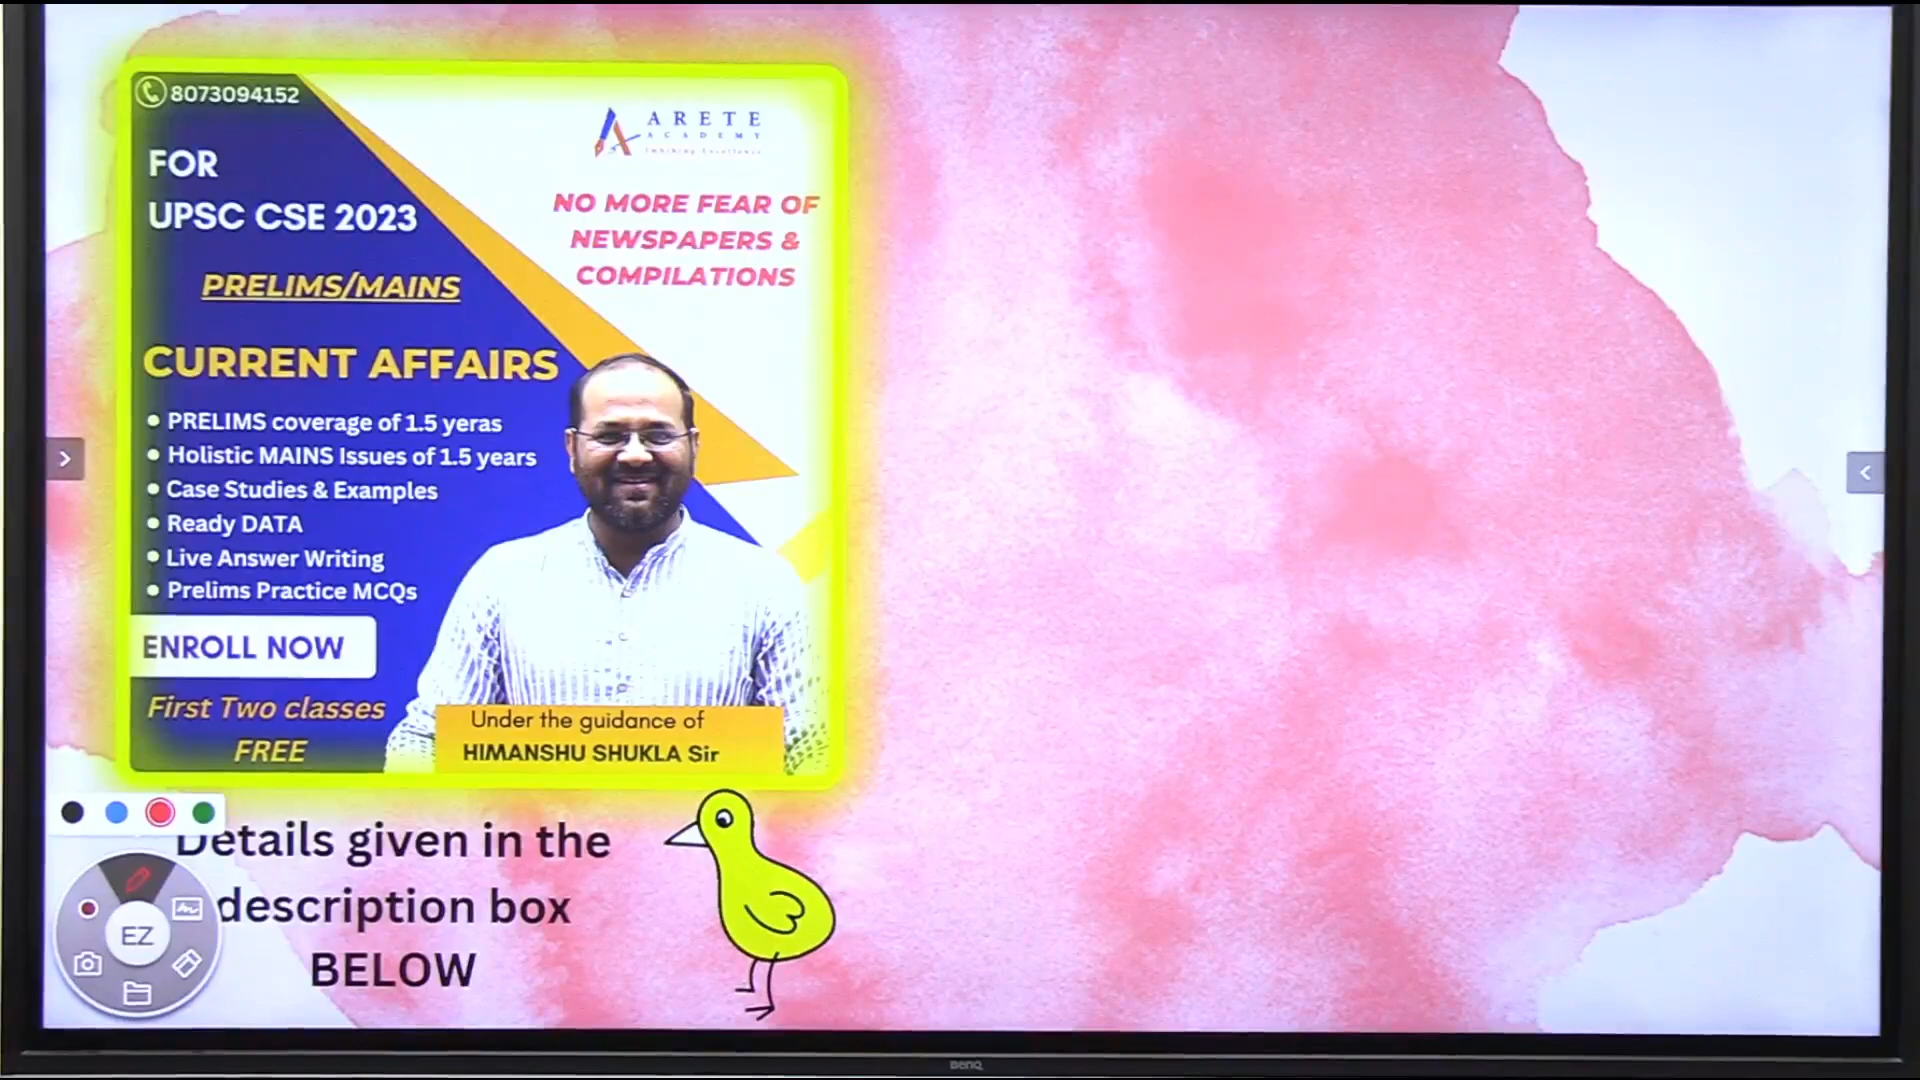 8073094152
ARETE
ACADEMY
Imbibing Excellence
FOR
UPSC CSE 2023
NO MORE FEAR OF
NEWSPAPERS &
COMPILATIONS
PRELIMS/MAINS
CURRENT AFFAIRS
• PRELIMS coverage of 1.5 yeras
• Holistic MAINS Issues of 1.5 years
• Case Studies & Examples
• Ready DATA
• Live Answer Writing
• Prelims Practice MCQs
ENROLL NOW
First Two classes
FREE
Under the guidance of
HIMANSHU SHUKLA Sir
Details given in the
description box
BELOW
EZ
BenQ